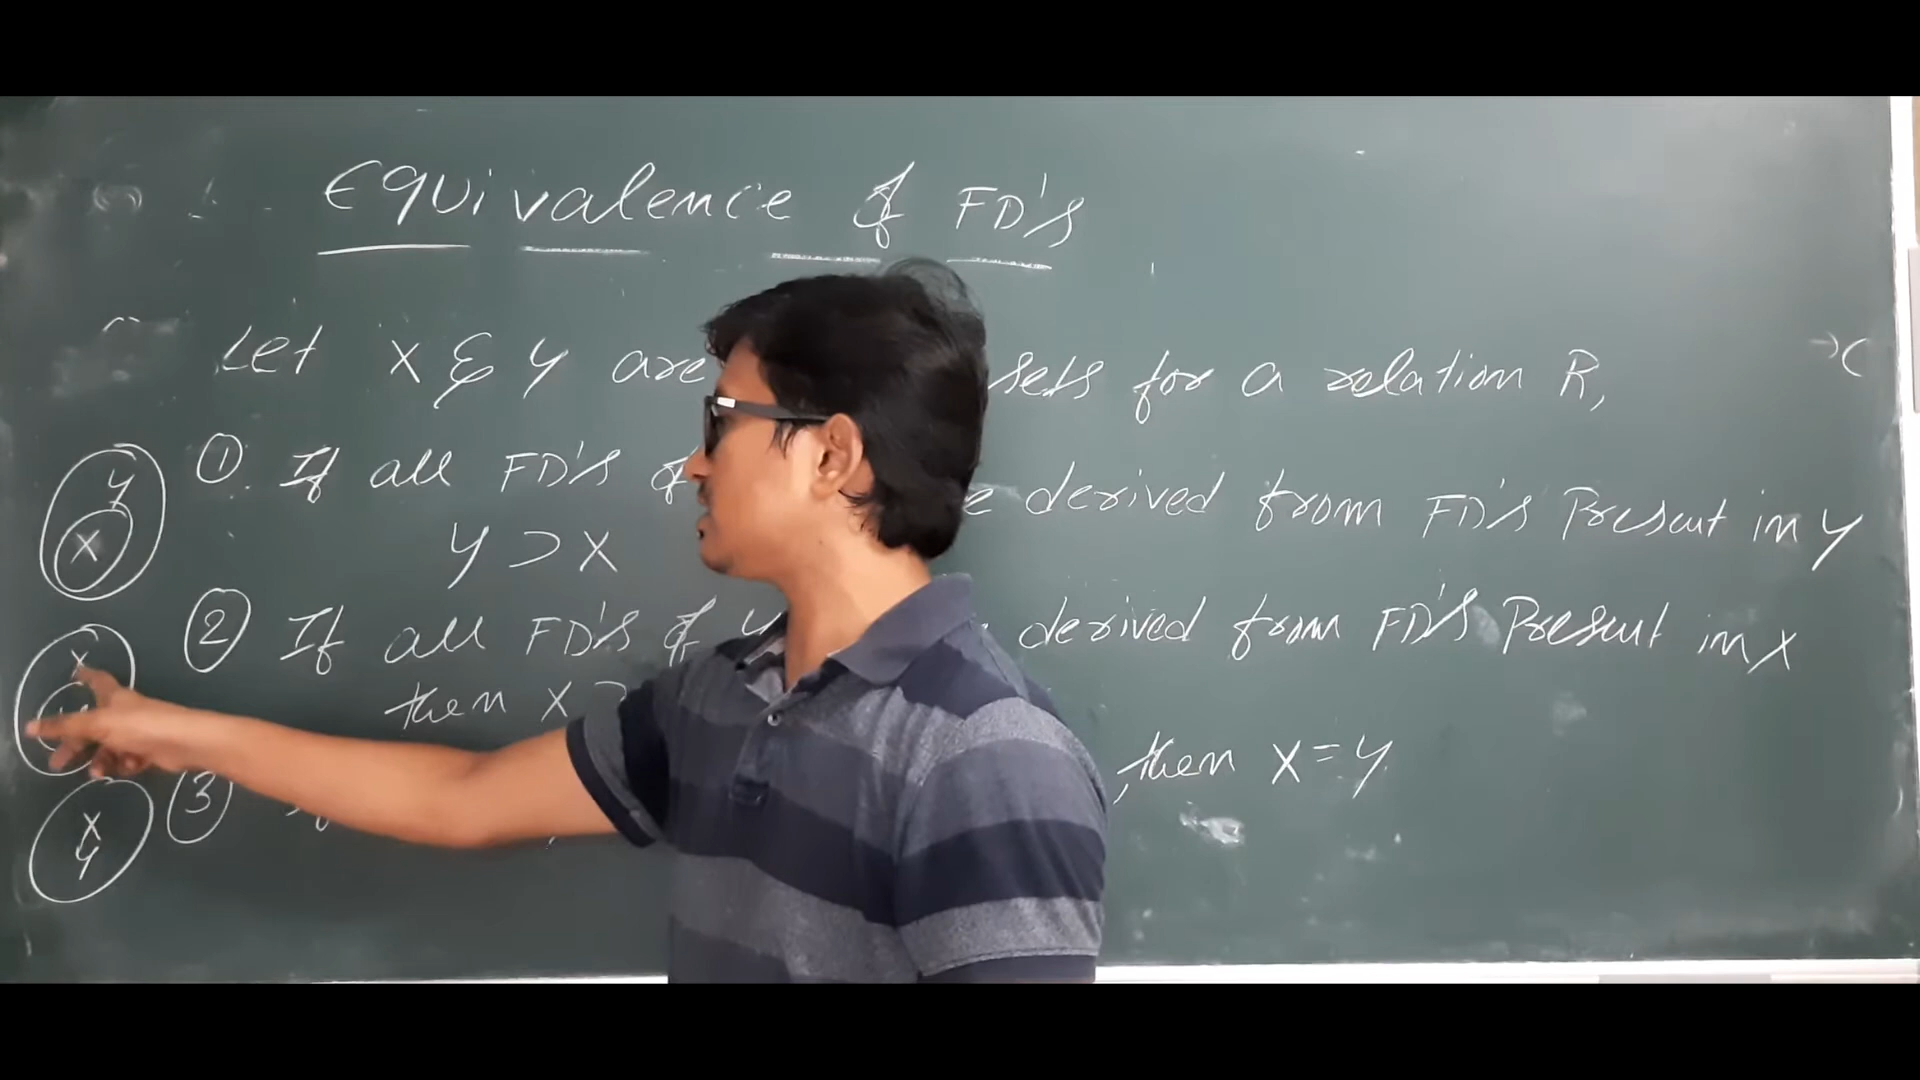 Equivalence of FD's
Let X & Y are sets for a relation R,
① If all FD's of derived from FD's Present in Y
Y ⊃ X
② If all FD's of Y derived from FD's Present in X
then X
③ , then X = Y
Y
X
X
X
Y